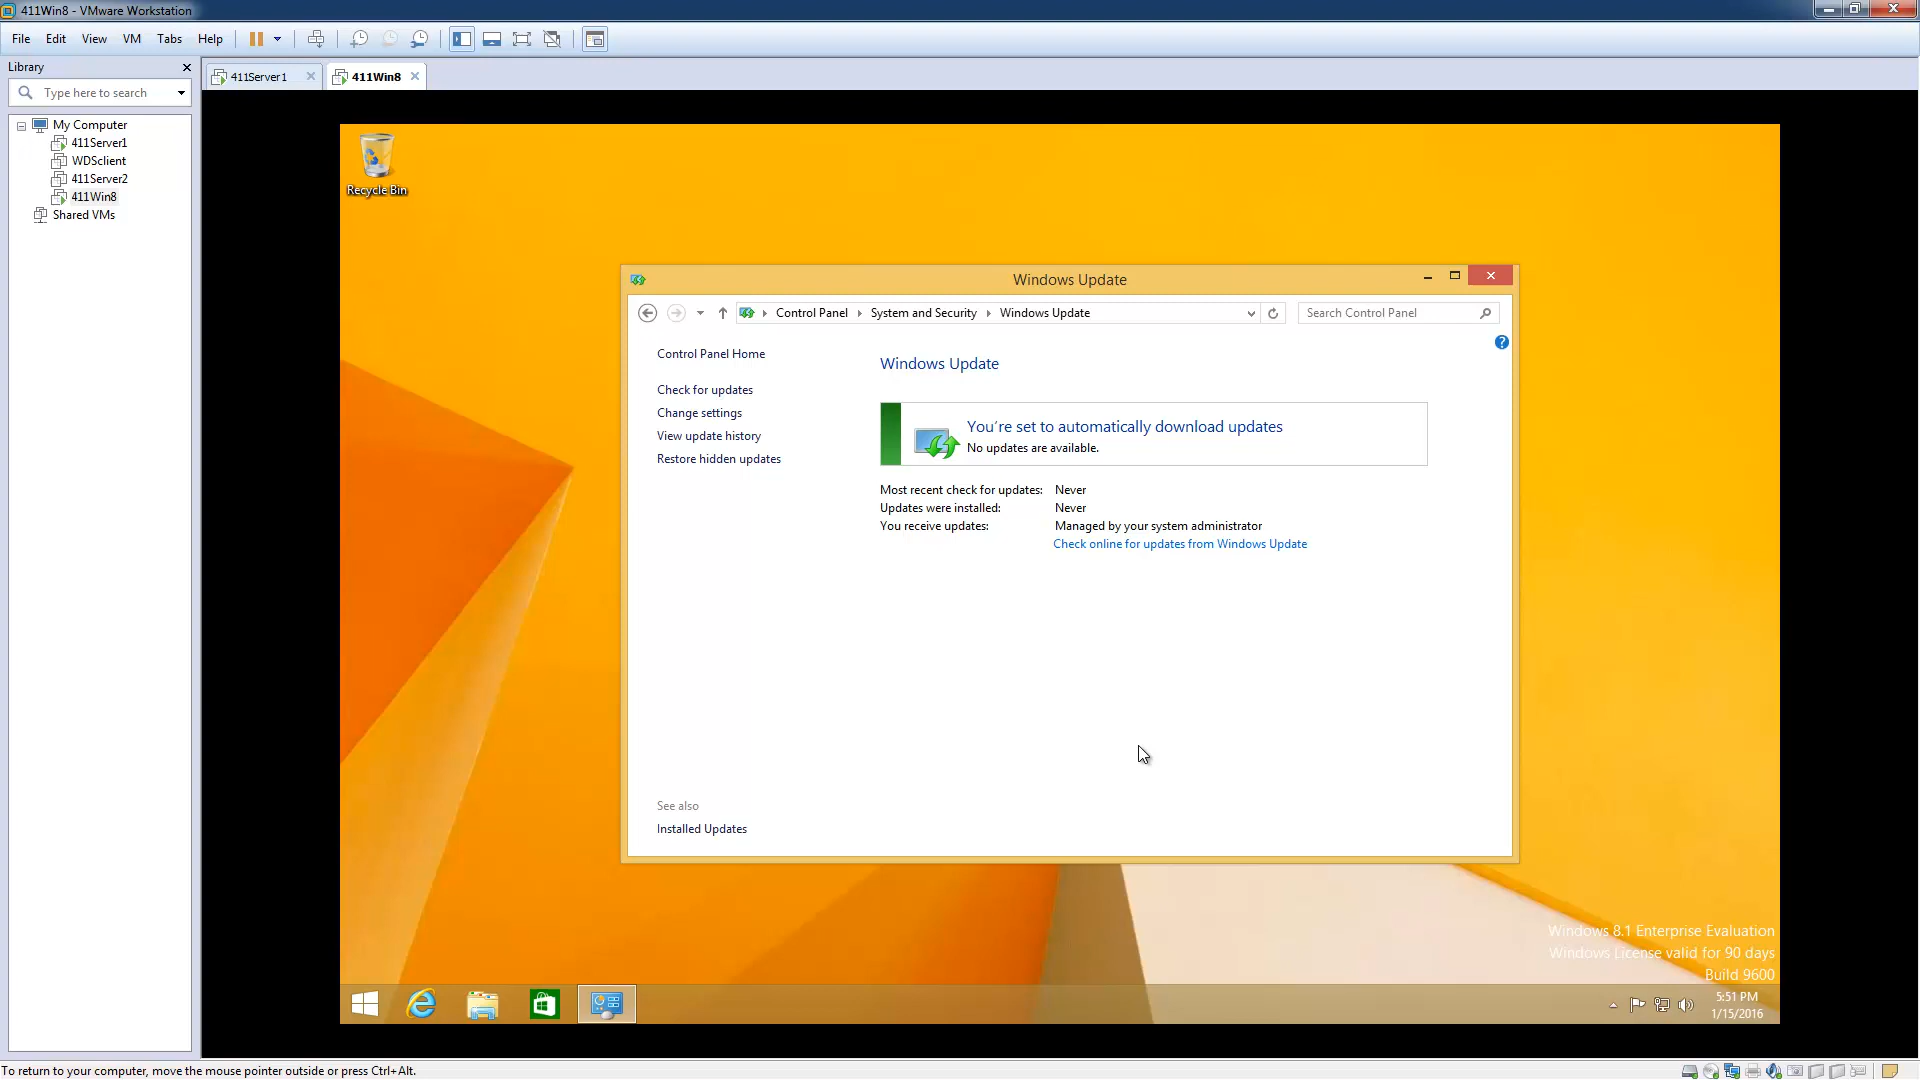 411Win8 - VMware Workstation
File Edit View VM Tabs Help
Library
Type here to search
My Computer
411Server1
WDSclient
411Server2
411Win8
Shared VMs
411Server1
411Win8
Recycle Bin
Windows Update
Control Panel System and Security Windows Update
Search Control Panel
Control Panel Home
Check for updates
Change settings
View update history
Restore hidden updates
Windows Update
You're set to automatically download updates
No updates are available.
Most recent check for updates: Never
Updates were installed: Never
You receive updates: Managed by your system administrator
Check online for updates from Windows Update
See also
Installed Updates
Windows 8.1 Enterprise Evaluation
Windows License valid for 90 days
Build 9600
5:51 PM
1/15/2016
To return to your computer, move the mouse pointer outside or press Ctrl+Alt.